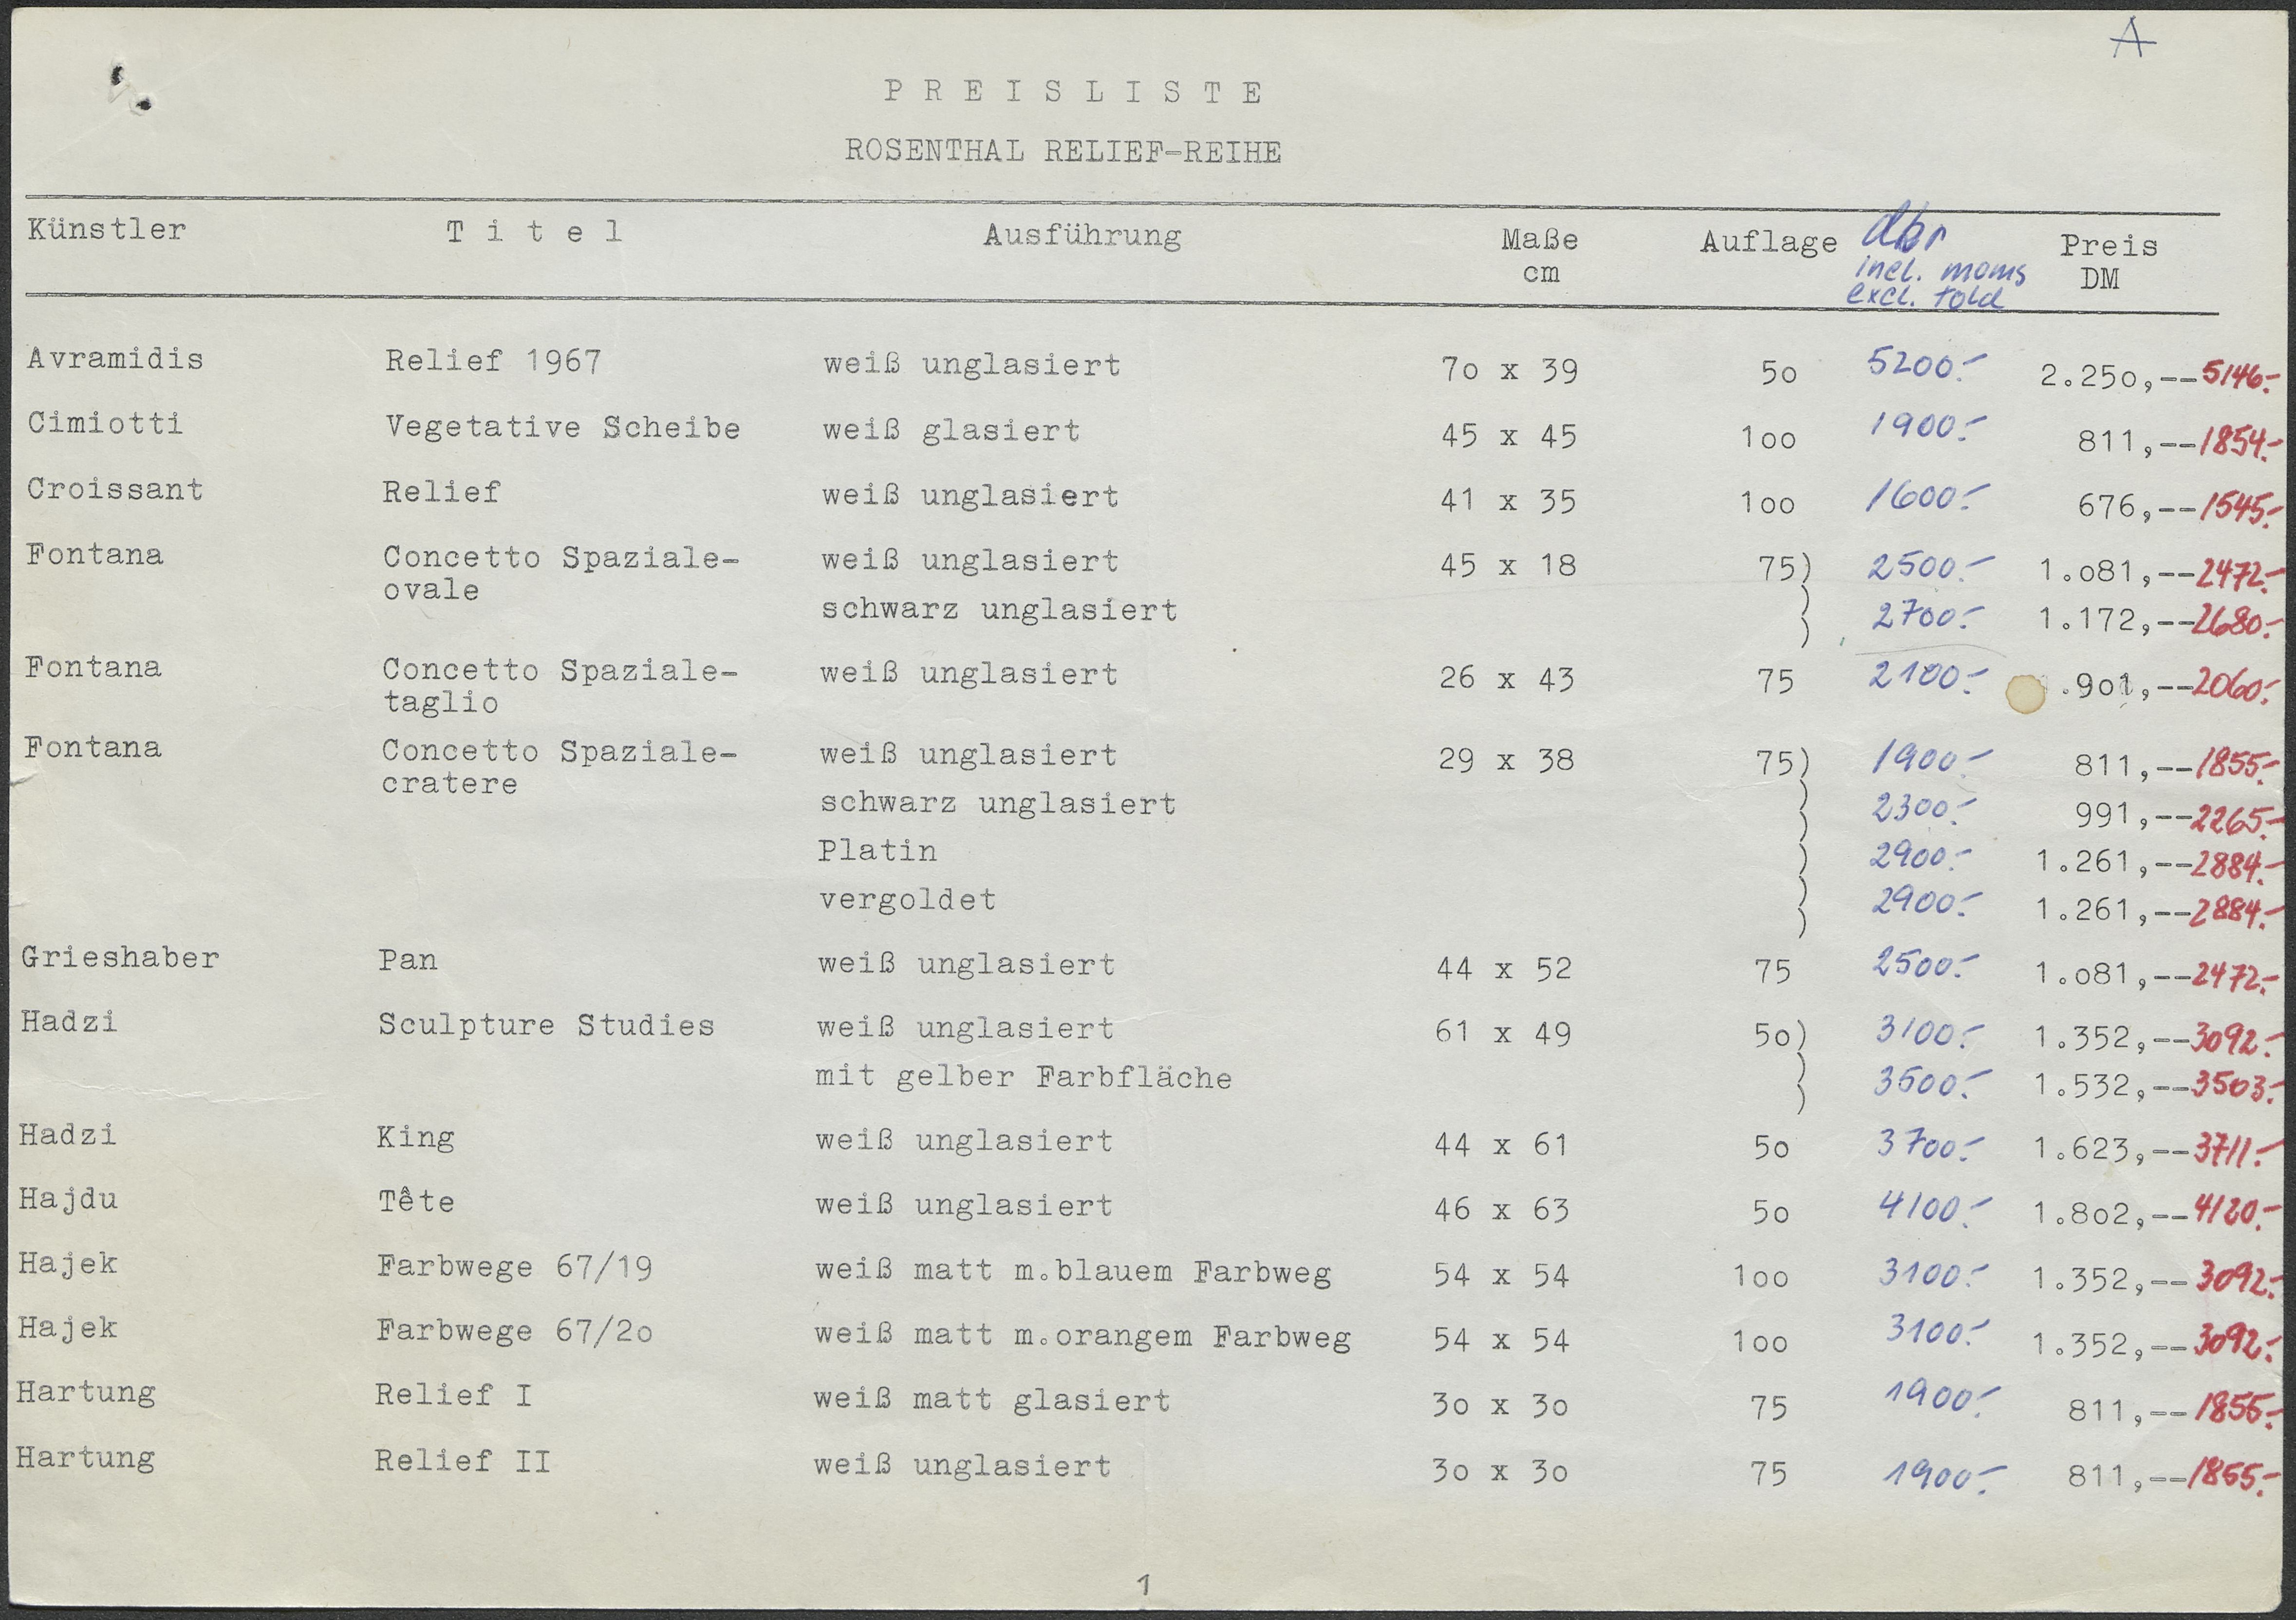 A
PREISLISTE
ROSENTHAL RELIEF-REIHE
Künstler Titel Ausführung Maße cm Auflage dkr incl. moms excl. told Preis DM
Avramidis Relief 1967 weiß unglasiert 7o x 39 5o 5200.- 2.25o,-- 5146.-
Cimiotti Vegetative Scheibe weiß glasiert 45 x 45 1oo 1900.- 811,-- 1854.-
Croissant Relief weiß unglasiert 41 x 35 1oo 1600.- 676,-- 1545.-
Fontana Concetto Spaziale- weiß unglasiert 45 x 18 75) 2500.- 1.o81,-- 2472.-
ovale
schwarz unglasiert ) 2700.- 1.172,-- 2680.-
Fontana Concetto Spaziale- weiß unglasiert 26 x 43 75 2100.- .9o1,-- 2060.-
taglio
Fontana Concetto Spaziale- weiß unglasiert 29 x 38 75) 1900.- 811,-- 1855.-
cratere
schwarz unglasiert ) 2300.- 991,-- 2265.-
Platin ) 2900.- 1.261,-- 2884.-
vergoldet ) 2900.- 1.261,-- 2884.-
Grieshaber Pan weiß unglasiert 44 x 52 75 2500.- 1.o81,-- 2472.-
Hadzi Sculpture Studies weiß unglasiert 61 x 49 5o) 3100.- 1.352,-- 3092.-
mit gelber Farbfläche ) 3500.- 1.532,-- 3503.-
Hadzi King weiß unglasiert 44 x 61 5o 3700.- 1.623,-- 3711.-
Hajdu Tête weiß unglasiert 46 x 63 5o 4100.- 1.8o2,-- 4120.-
Hajek Farbwege 67/19 weiß matt m.blauem Farbweg 54 x 54 1oo 3100.- 1.352,-- 3092.-
Hajek Farbwege 67/2o weiß matt m.orangem Farbweg 54 x 54 1oo 3100.- 1.352,-- 3092.-
Hartung Relief I weiß matt glasiert 3o x 3o 75 1900.- 811,-- 1855.-
Hartung Relief II weiß unglasiert 3o x 3o 75 1900.- 811,-- 1855.-
1